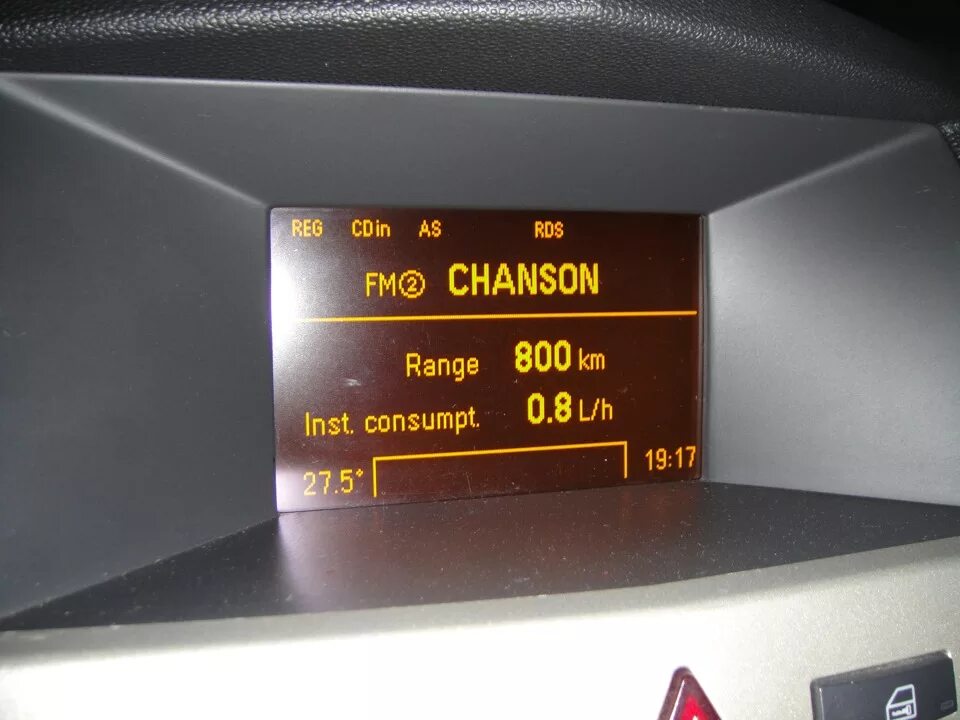 REG CDin AS RDS
FM② CHANSON
Range 800 km
Inst. consumpt. 0.8 L/h
27.5° 19:17